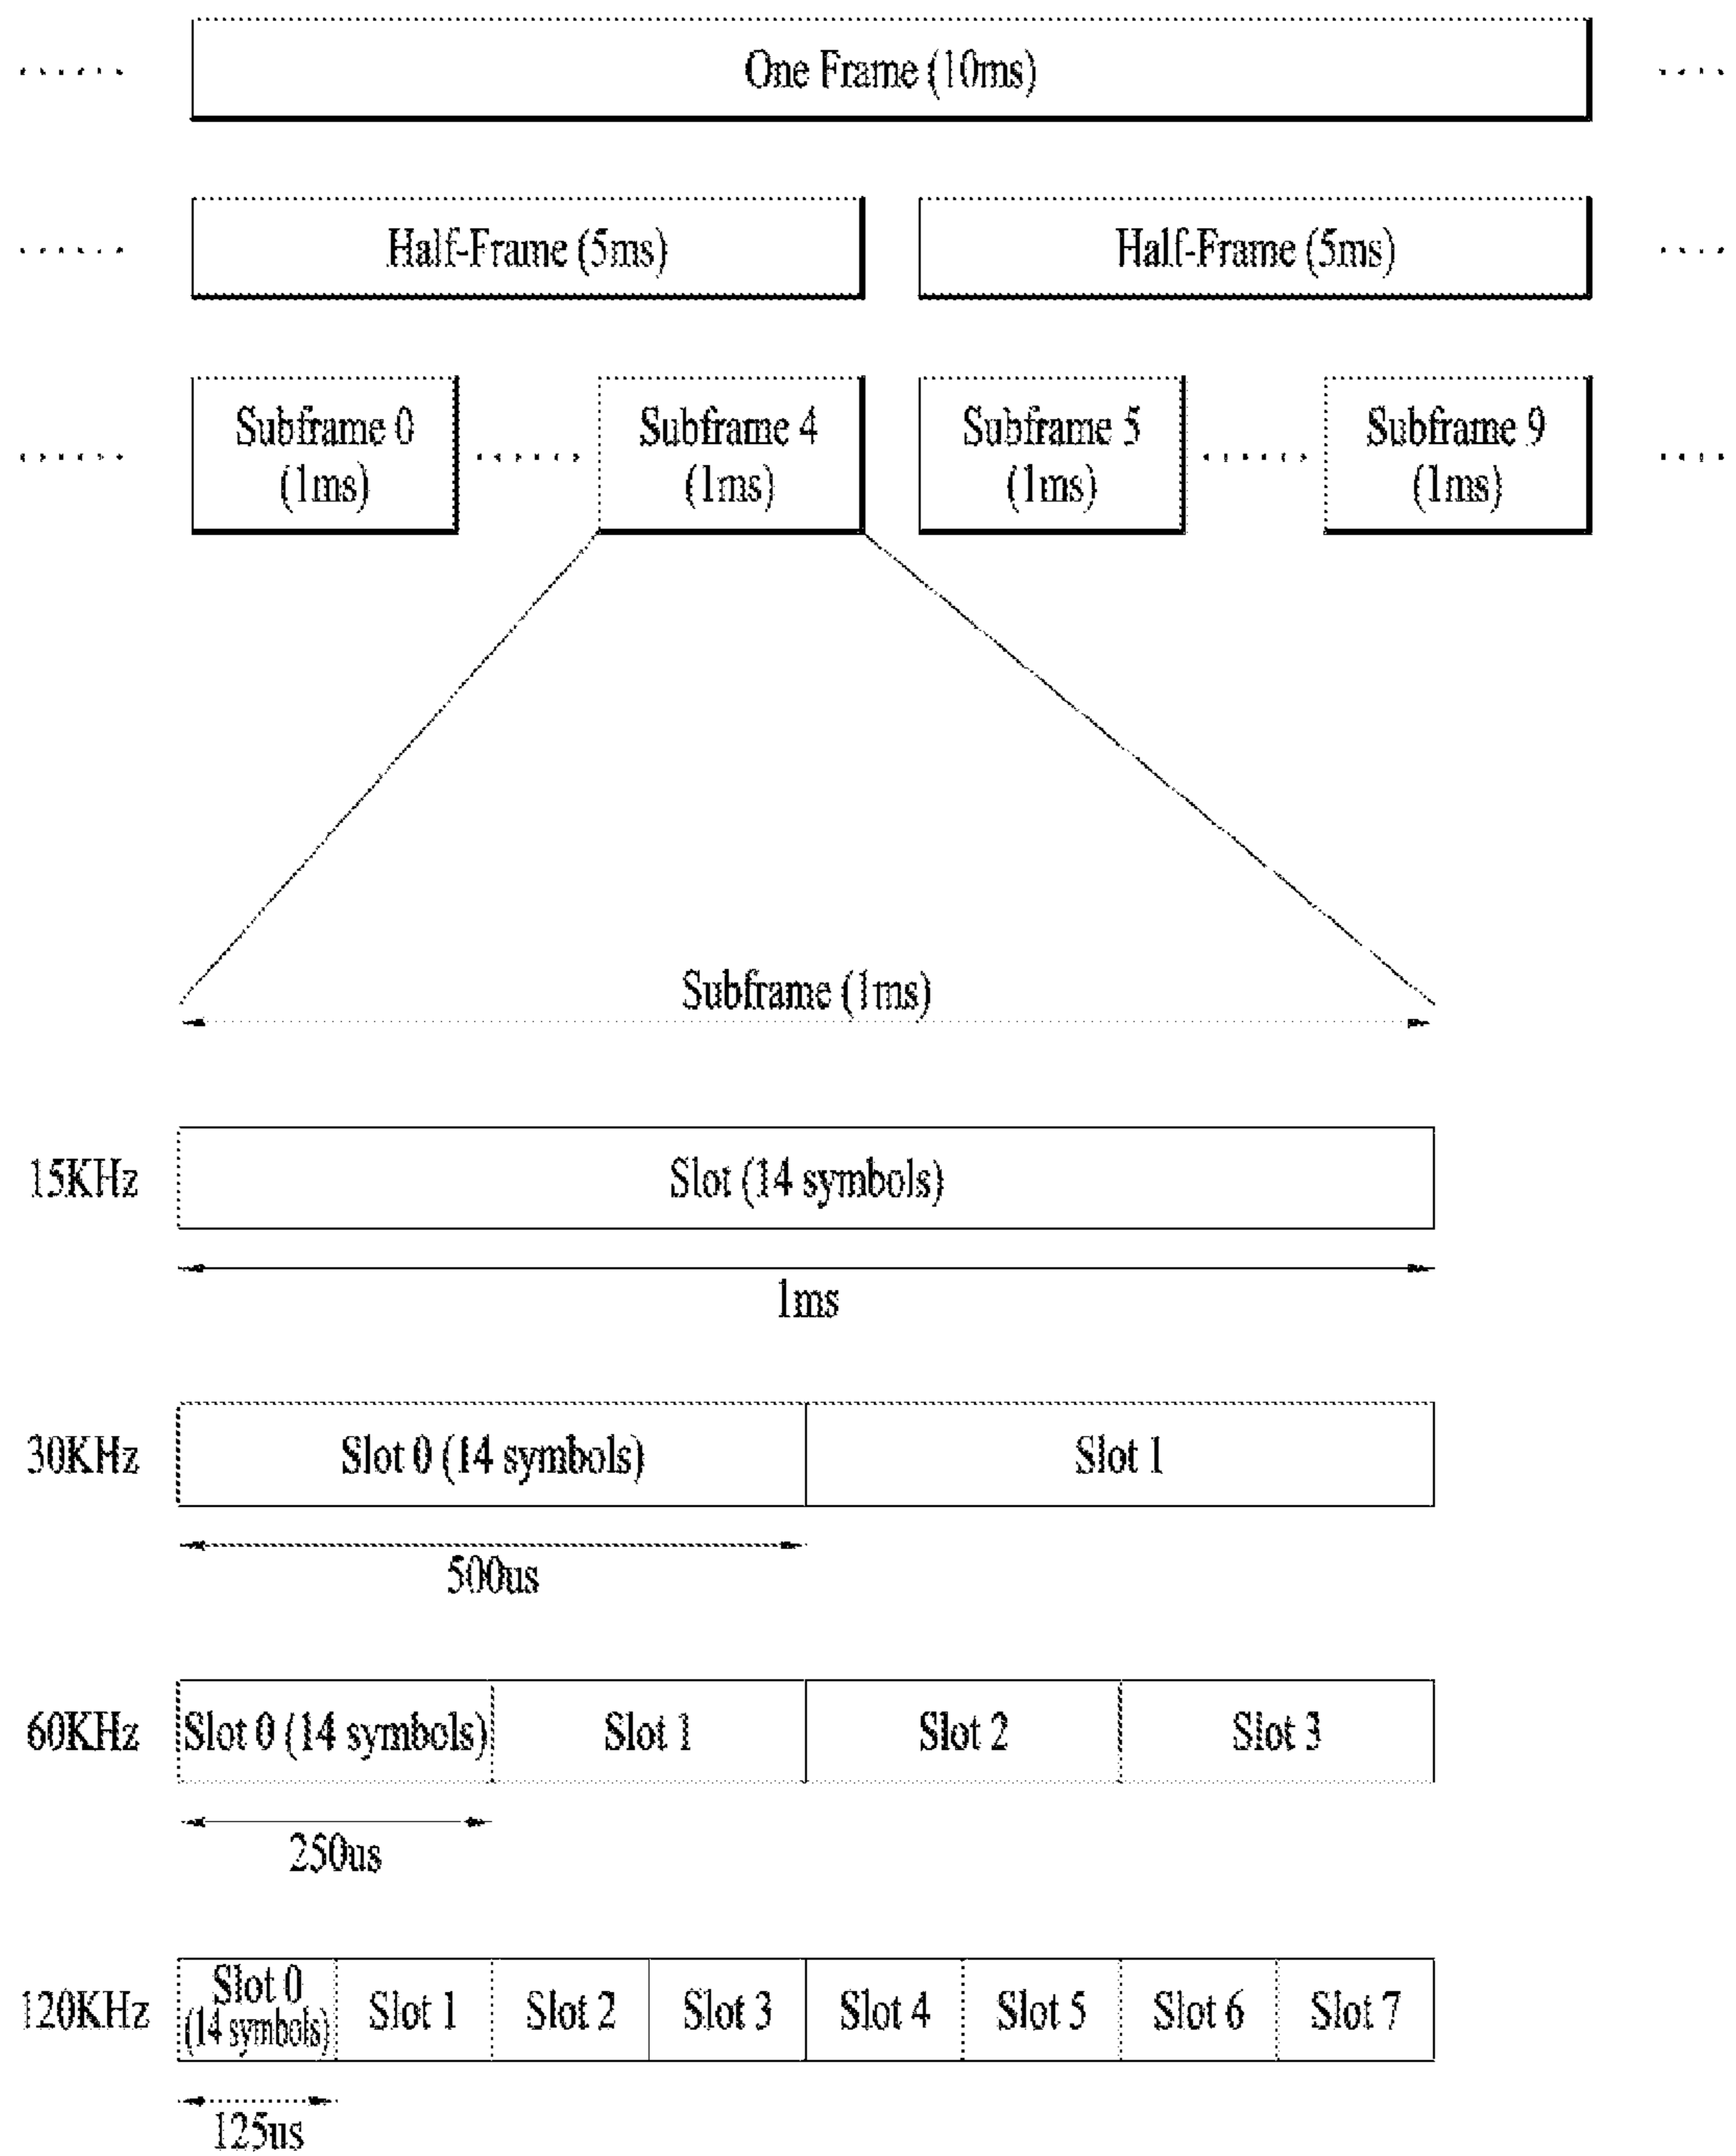 One Frame (10ms)
Half-Frame (5ms) Half-Frame (5ms)
Subframe 0 Subframe 4 Subframe 5 Subframe 9
(1ms) (1ms) (1ms) (1ms)
Subframe (1ms)
15KHz Slot (14 symbols)
1ms
30KHz Slot 0 (14 symbols) Slot 1
500us
60KHz Slot 0 (14 symbols) Slot 1 Slot 2 Slot 3
250us
120KHz Slot 0 (14 symbols) Slot 1 Slot 2 Slot 3 Slot 4 Slot 5 Slot 6 Slot 7
125us